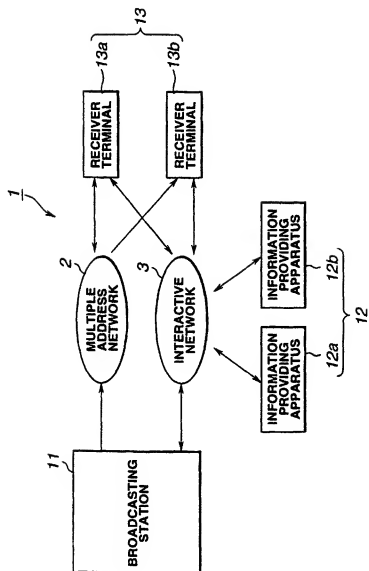 1
13
13a
13b
RECEIVER
TERMINAL
RECEIVER
TERMINAL
2
MULTIPLE
ADDRESS
NETWORK
3
INTERACTIVE
NETWORK
11
BROADCASTING
STATION
INFORMATION
PROVIDING
APPARATUS
INFORMATION
PROVIDING
APPARATUS
12a
12b
12